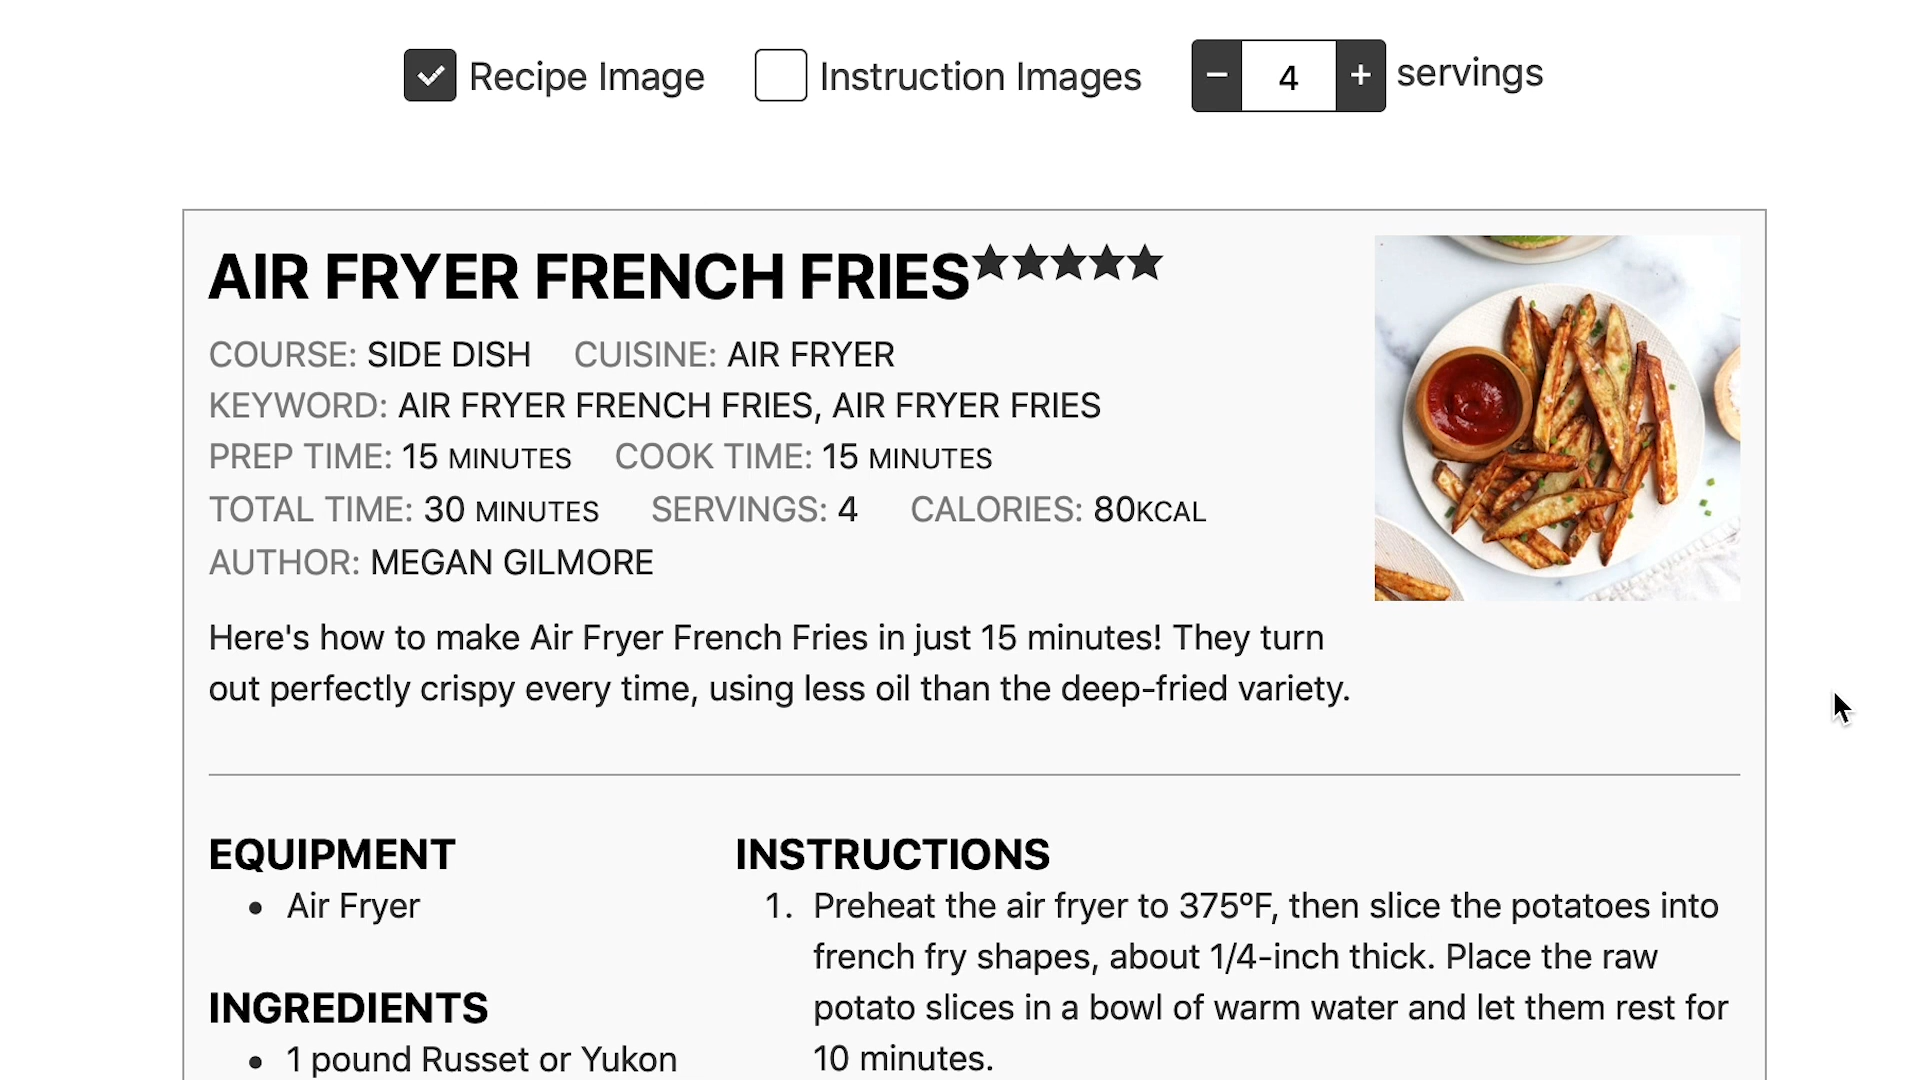 Recipe Image Instruction Images − 4 + servings
AIR FRYER FRENCH FRIES★★★★★
COURSE: SIDE DISH CUISINE: AIR FRYER
KEYWORD: AIR FRYER FRENCH FRIES, AIR FRYER FRIES
PREP TIME: 15 MINUTES COOK TIME: 15 MINUTES
TOTAL TIME: 30 MINUTES SERVINGS: 4 CALORIES: 80KCAL
AUTHOR: MEGAN GILMORE
Here's how to make Air Fryer French Fries in just 15 minutes! They turn
out perfectly crispy every time, using less oil than the deep-fried variety.
EQUIPMENT
• Air Fryer
INGREDIENTS
• 1 pound Russet or Yukon
INSTRUCTIONS
1. Preheat the air fryer to 375ºF, then slice the potatoes into
french fry shapes, about 1/4-inch thick. Place the raw
potato slices in a bowl of warm water and let them rest for
10 minutes.